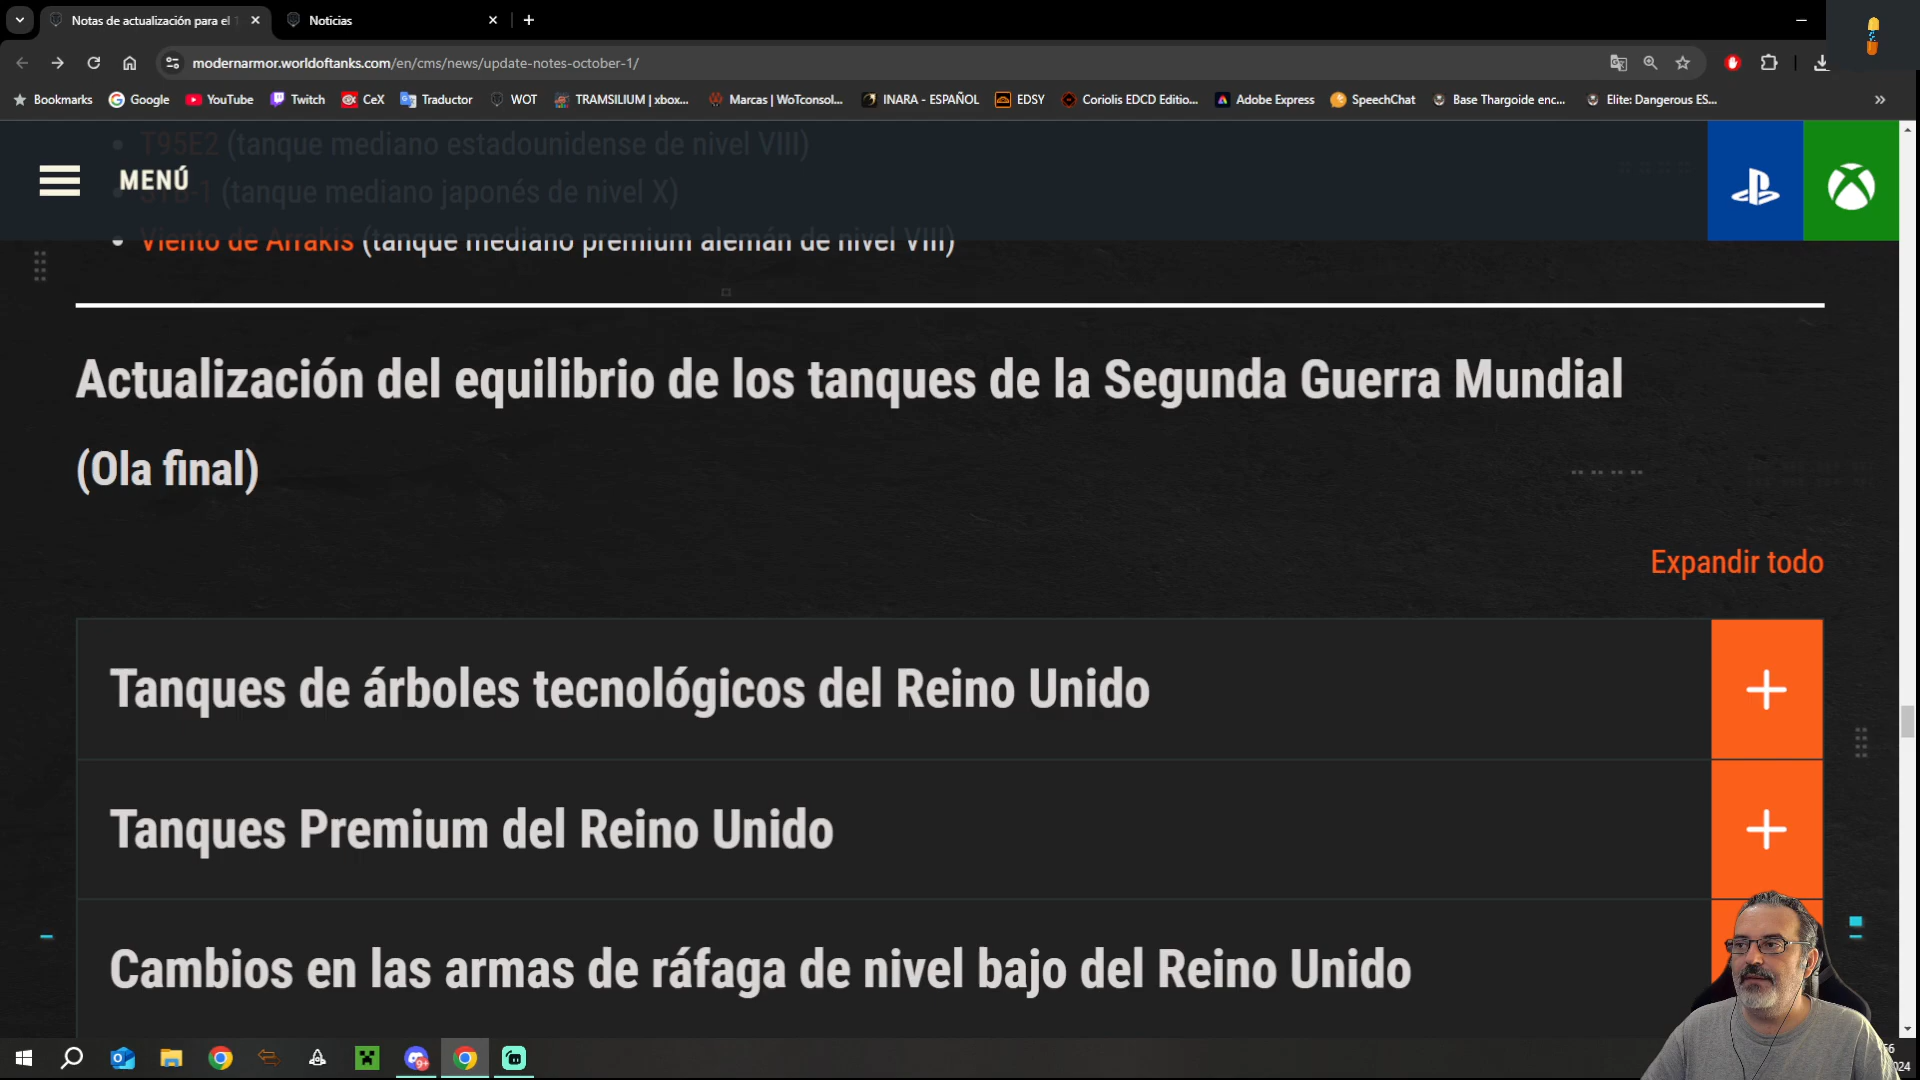 Notas de actualización para el
Noticias
modernarmor.worldoftanks.com/en/cms/news/update-notes-october-1/
Bookmarks
Google
YouTube
Twitch
CeX
Traductor
WOT
TRAMSILIUM | xbox...
Marcas | WoTconsol...
INARA - ESPAÑOL
EDSY
Coriolis EDCD Editio...
Adobe Express
SpeechChat
Base Thargoide enc...
Elite: Dangerous ES...
T95E2 (tanque mediano estadounidense de nivel VIII)
MENÚ
(tanque mediano japonés de nivel X)
Viento de Arrakis (tanque mediano premium alemán de nivel VIII)
Actualización del equilibrio de los tanques de la Segunda Guerra Mundial
(Ola final)
Expandir todo
Tanques de árboles tecnológicos del Reino Unido
Tanques Premium del Reino Unido
Cambios en las armas de ráfaga de nivel bajo del Reino Unido